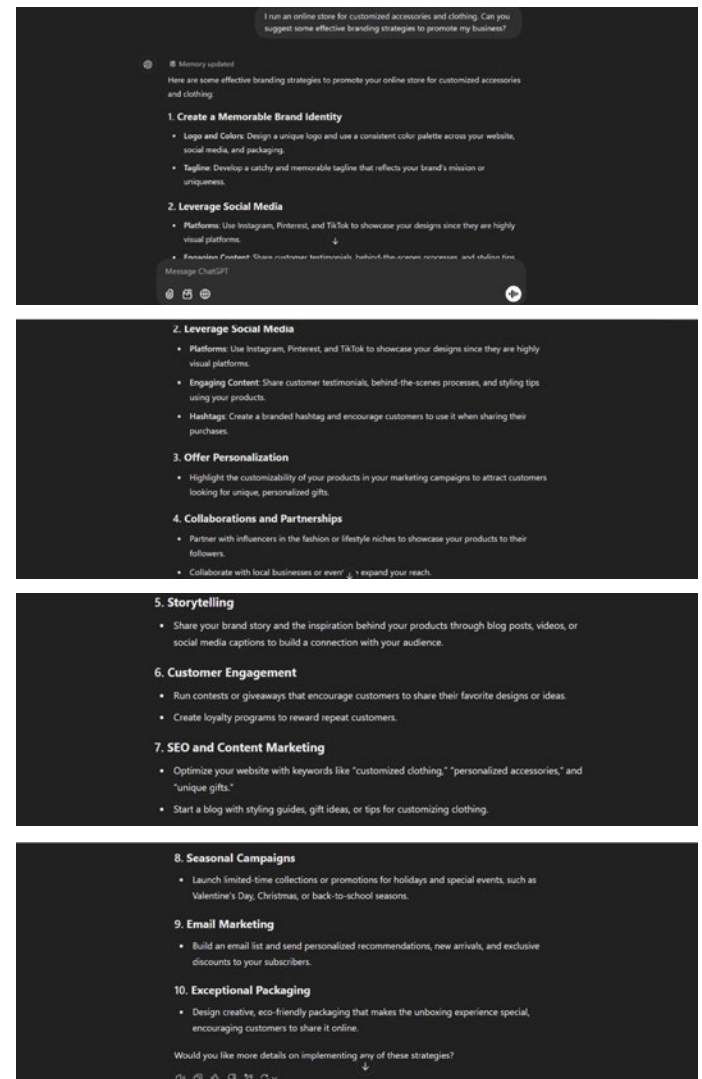 I run an online store for customized accessories and clothing. Can you
suggest some effective branding strategies to promote my business?
Memory updated
Here are some effective branding strategies to promote your online store for customized accessories
and clothing:
1. Create a Memorable Brand Identity
• Logo and Colors: Design a unique logo and use a consistent color palette across your website,
social media, and packaging.
• Tagline: Develop a catchy and memorable tagline that reflects your brand's mission or
uniqueness.
2. Leverage Social Media
• Platforms: Use Instagram, Pinterest, and TikTok to showcase your designs since they are highly
visual platforms.
• Engaging Content: Share customer testimonials, behind-the-scenes processes, and styling tips
Message ChatGPT
2. Leverage Social Media
• Platforms: Use Instagram, Pinterest, and TikTok to showcase your designs since they are highly
visual platforms.
• Engaging Content: Share customer testimonials, behind-the-scenes processes, and styling tips
using your products.
• Hashtags: Create a branded hashtag and encourage customers to use it when sharing their
purchases.
3. Offer Personalization
• Highlight the customizability of your products in your marketing campaigns to attract customers
looking for unique, personalized gifts.
4. Collaborations and Partnerships
• Partner with influencers in the fashion or lifestyle niches to showcase your products to their
followers.
• Collaborate with local businesses or expand your reach.
5. Storytelling
• Share your brand story and the inspiration behind your products through blog posts, videos, or
social media captions to build a connection with your audience.
6. Customer Engagement
• Run contests or giveaways that encourage customers to share their favorite designs or ideas.
• Create loyalty programs to reward repeat customers.
7. SEO and Content Marketing
• Optimize your website with keywords like "customized clothing," "personalized accessories," and
"unique gifts."
• Start a blog with styling guides, gift ideas, or tips for customizing clothing.
8. Seasonal Campaigns
• Launch limited-time collections or promotions for holidays and special events, such as
Valentine's Day, Christmas, or back-to-school seasons.
9. Email Marketing
• Build an email list and send personalized recommendations, new arrivals, and exclusive
discounts to your subscribers.
10. Exceptional Packaging
• Design creative, eco-friendly packaging that makes the unboxing experience special,
encouraging customers to share it online.
Would you like more details on implementing any of these strategies?